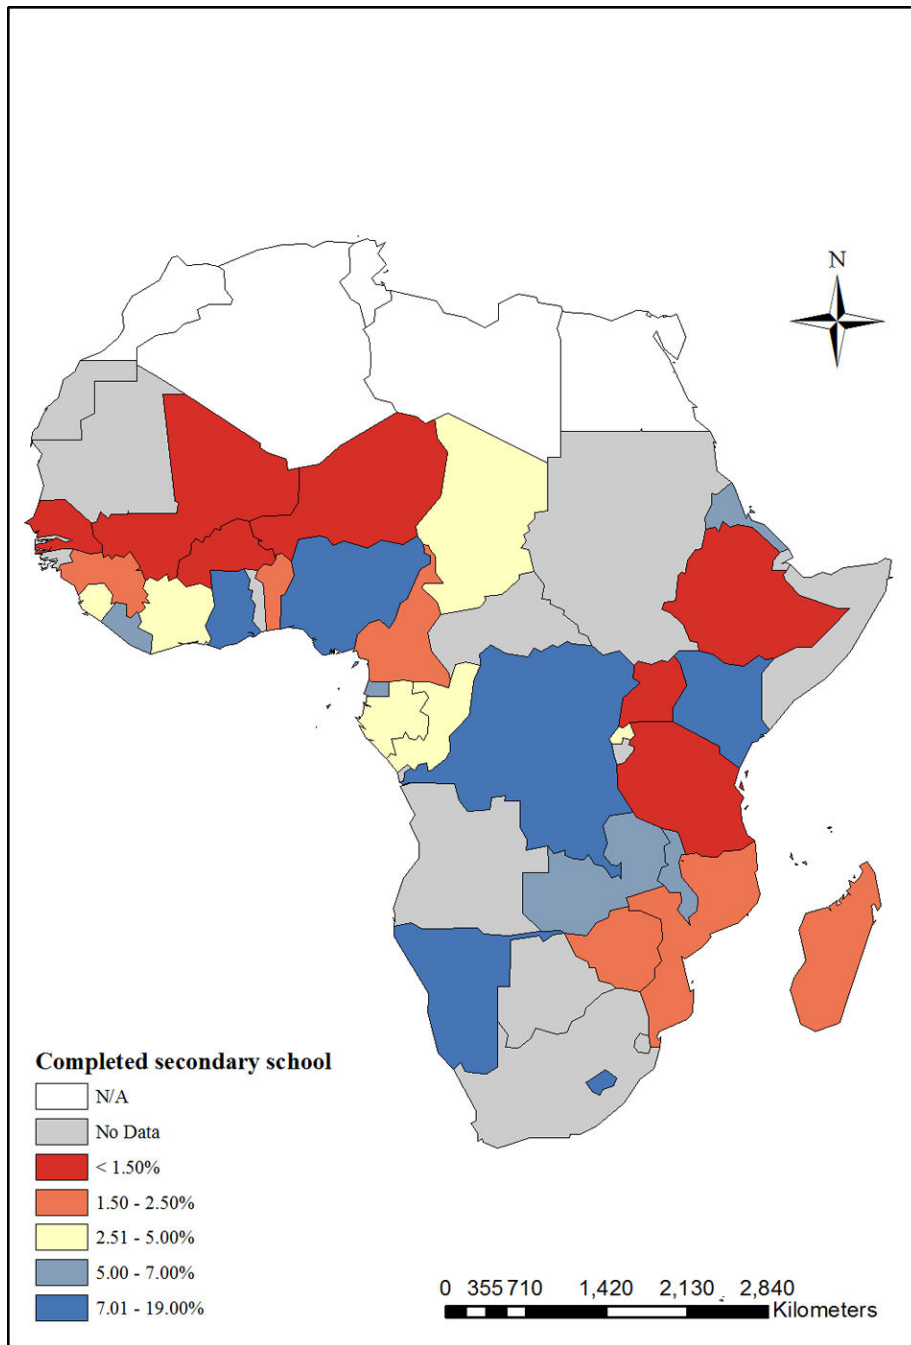 N
Completed secondary school
N/A
No Data
< 1.50%
1.50 - 2.50%
2.51 - 5.00%
5.00 - 7.00%
7.01 - 19.00%
0 355 710 1,420 2,130 2,840
Kilometers